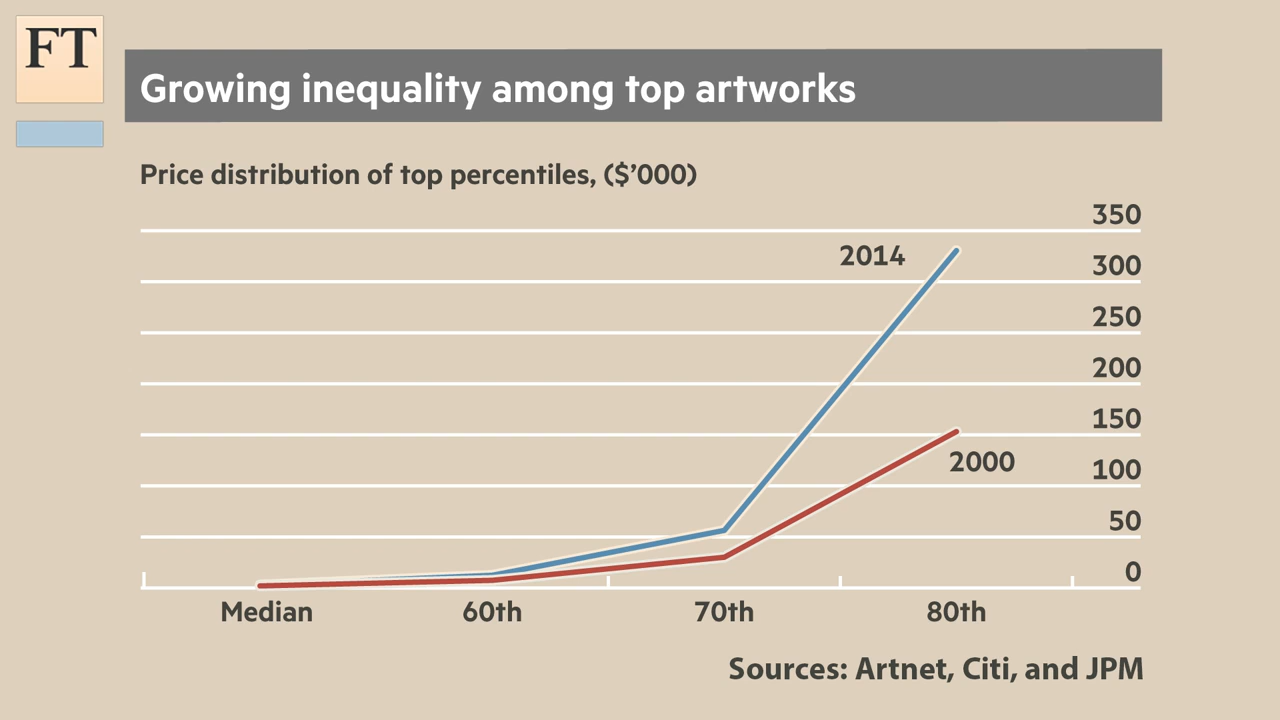 FT
Growing inequality among top artworks
Price distribution of top percentiles, ($’000)
350
2014
300
250
200
150
2000
100
50
0
Median 60th 70th 80th
Sources: Artnet, Citi, and JPM